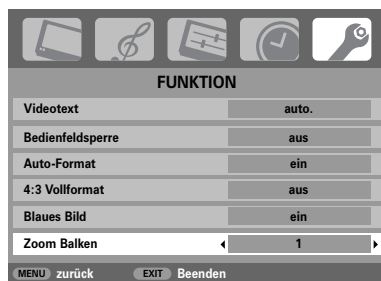 FUNKTION
Videotext auto.
Bedienfeldsperre aus
Auto-Format ein
4:3 Vollformat aus
Blaues Bild ein
Zoom Balken 1
MENU zurück EXIT Beenden